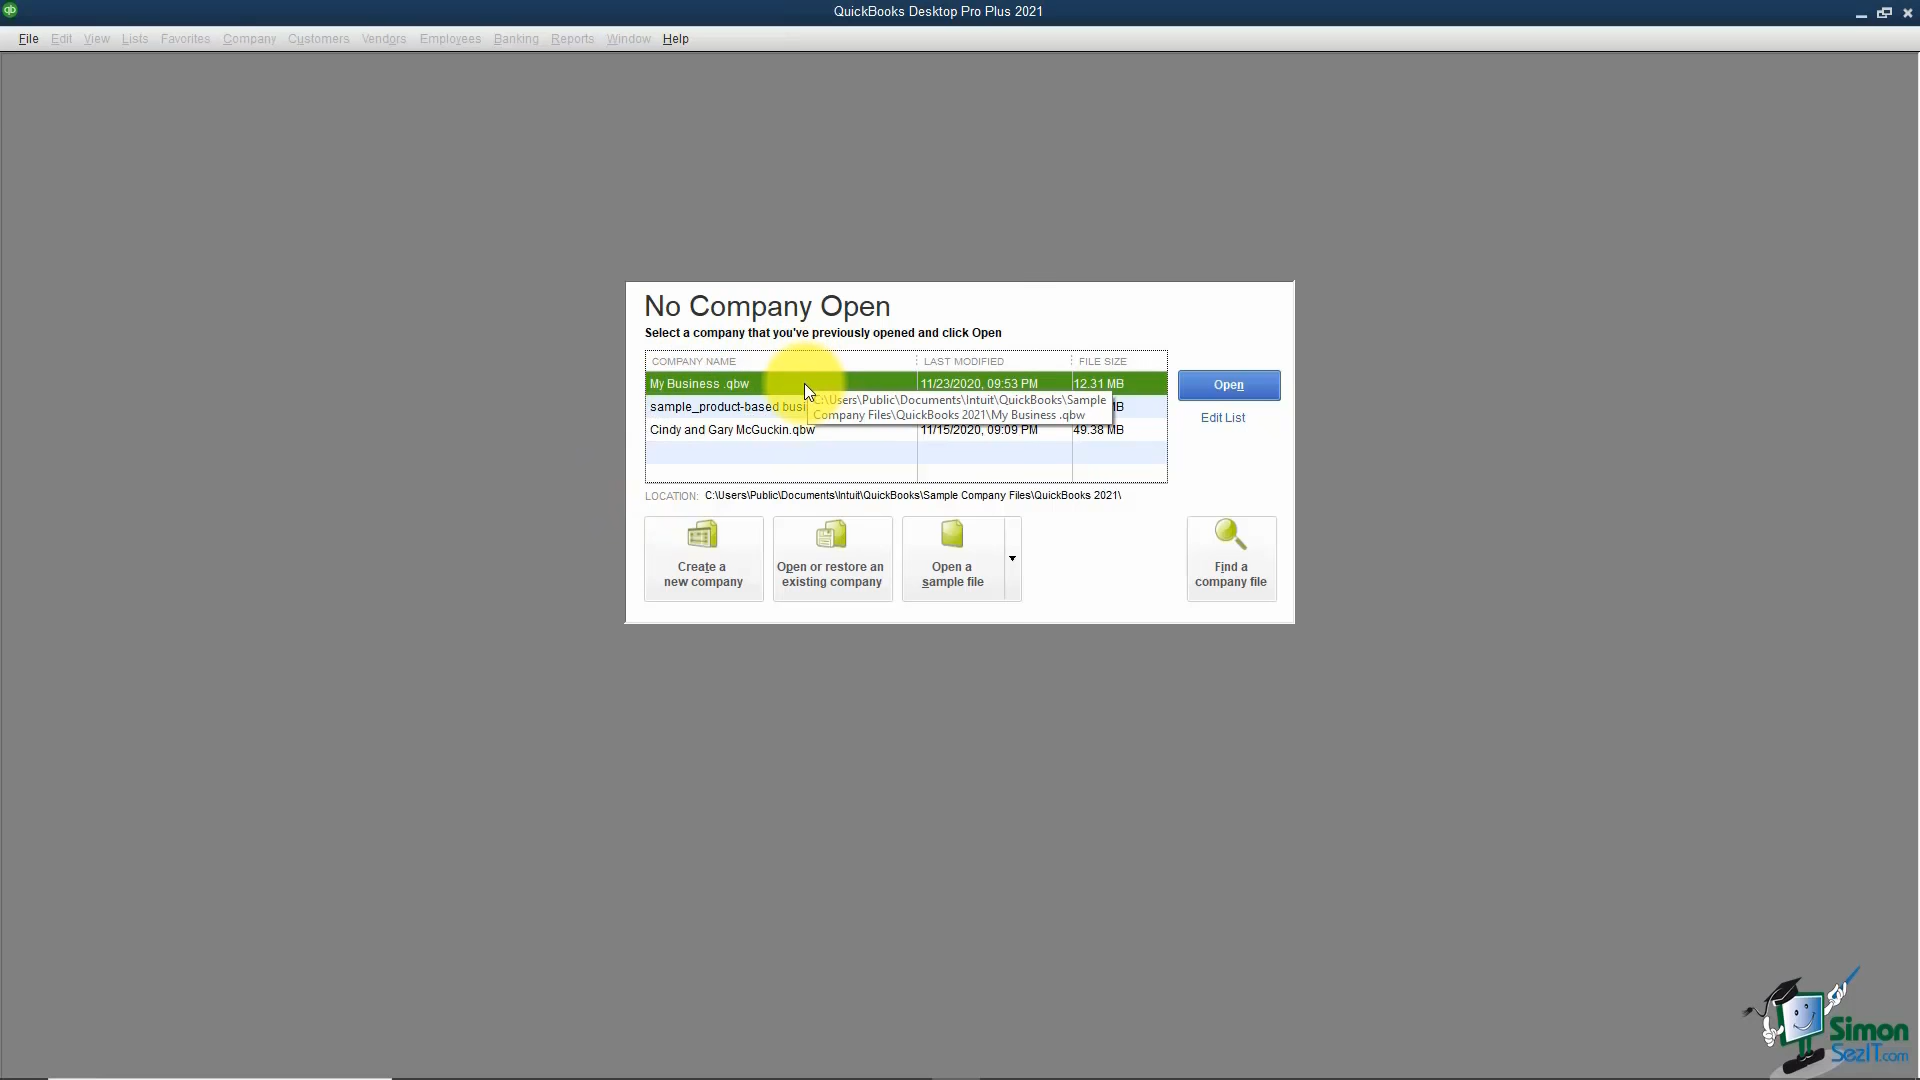 qb
QuickBooks Desktop Pro Plus 2021
File Edit View Lists Favorites Company Customers Vendors Employees Banking Reports Window Help
No Company Open
Select a company that you've previously opened and click Open
COMPANY NAME LAST MODIFIED FILE SIZE
My Business .qbw 11/23/2020, 09:53 PM 12.31 MB
Open
sample_product-based busi MB
C:\Users\Public\Documents\Intuit\QuickBooks\Sample
Company Files\QuickBooks 2021\My Business .qbw
Edit List
Cindy and Gary McGuckin.qbw 11/15/2020, 09:09 PM 49.38 MB
LOCATION: C:\Users\Public\Documents\Intuit\QuickBooks\Sample Company Files\QuickBooks 2021\
Create a
new company
Open or restore an
existing company
Open a
sample file
Find a
company file
Simon
SezIT.com